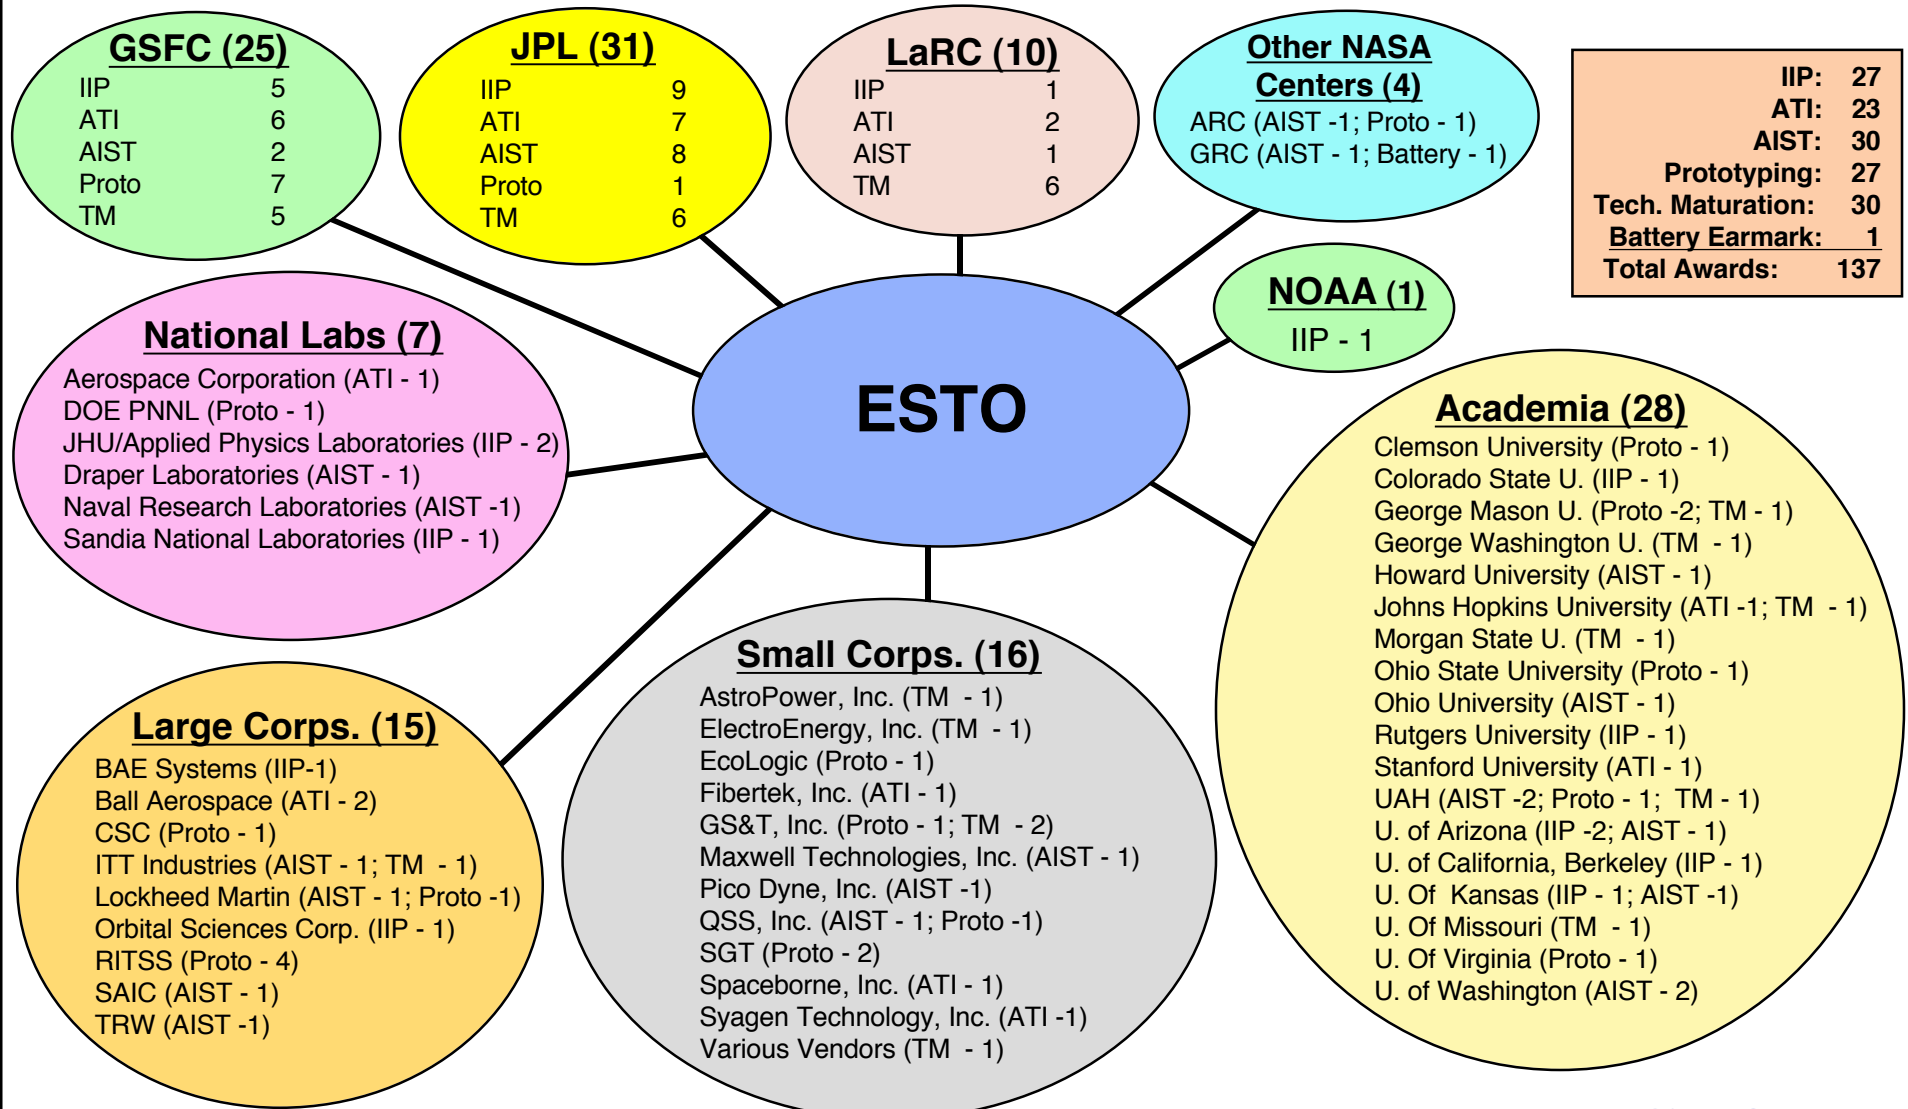 GSFC (25)
IIP 5
ATI 6
AIST 2
Proto 7
TM 5
JPL (31)
IIP 9
ATI 7
AIST 8
Proto 1
TM 6
LaRC (10)
IIP 1
ATI 2
AIST 1
TM 6
Other NASA
Centers (4)
ARC (AIST -1; Proto - 1)
GRC (AIST - 1; Battery - 1)
IIP: 27
ATI: 23
AIST: 30
Prototyping: 27
Tech. Maturation: 30
Battery Earmark: 1
Total Awards: 137
NOAA (1)
IIP - 1
National Labs (7)
Aerospace Corporation (ATI - 1)
DOE PNNL (Proto - 1)
JHU/Applied Physics Laboratories (IIP - 2)
Draper Laboratories (AIST - 1)
Naval Research Laboratories (AIST -1)
Sandia National Laboratories (IIP - 1)
ESTO
Academia (28)
Clemson University (Proto - 1)
Colorado State U. (IIP - 1)
George Mason U. (Proto -2; TM - 1)
George Washington U. (TM  - 1)
Howard University (AIST - 1)
Johns Hopkins University (ATI -1; TM  - 1)
Morgan State U. (TM  - 1)
Ohio State University (Proto - 1)
Ohio University (AIST - 1)
Rutgers University (IIP - 1)
Stanford University (ATI - 1)
UAH (AIST -2; Proto - 1;  TM - 1)
U. of Arizona (IIP -2; AIST - 1)
U. of California, Berkeley (IIP - 1)
U. Of  Kansas (IIP - 1; AIST -1)
U. Of Missouri (TM  - 1)
U. Of Virginia (Proto - 1)
U. of Washington (AIST - 2)
Large Corps. (15)
BAE Systems (IIP-1)
Ball Aerospace (ATI - 2)
CSC (Proto - 1)
ITT Industries (AIST - 1; TM  - 1)
Lockheed Martin (AIST - 1; Proto -1)
Orbital Sciences Corp. (IIP - 1)
RITSS (Proto - 4)
SAIC (AIST - 1)
TRW (AIST -1)
Small Corps. (16)
AstroPower, Inc. (TM  - 1)
ElectroEnergy, Inc. (TM  - 1)
EcoLogic (Proto - 1)
Fibertek, Inc. (ATI - 1)
GS&T, Inc. (Proto - 1; TM  - 2)
Maxwell Technologies, Inc. (AIST - 1)
Pico Dyne, Inc. (AIST -1)
QSS, Inc. (AIST - 1; Proto -1)
SGT (Proto - 2)
Spaceborne, Inc. (ATI - 1)
Syagen Technology, Inc. (ATI -1)
Various Vendors (TM  - 1)